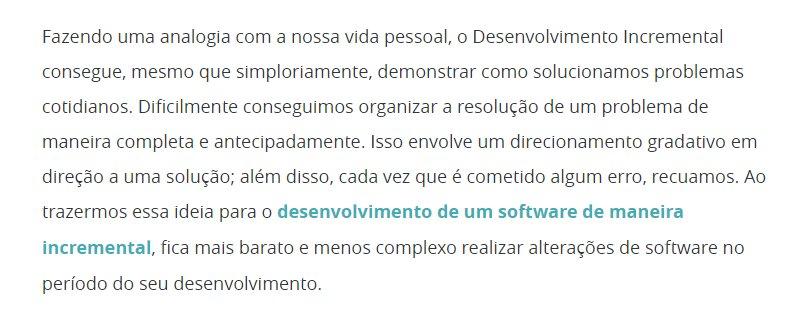 Fazendo uma analogia com a nossa vida pessoal, o Desenvolvimento Incremental
consegue, mesmo que simploriamente, demonstrar como solucionamos problemas
cotidianos. Dificilmente conseguimos organizar a resolução de um problema de
maneira completa e antecipadamente. Isso envolve um direcionamento gradativo em
direção a uma solução; além disso, cada vez que é cometido algum erro, recuamos. Ao
trazermos essa ideia para o desenvolvimento de um software de maneira
incremental, fica mais barato e menos complexo realizar alterações de software no
período do seu desenvolvimento.